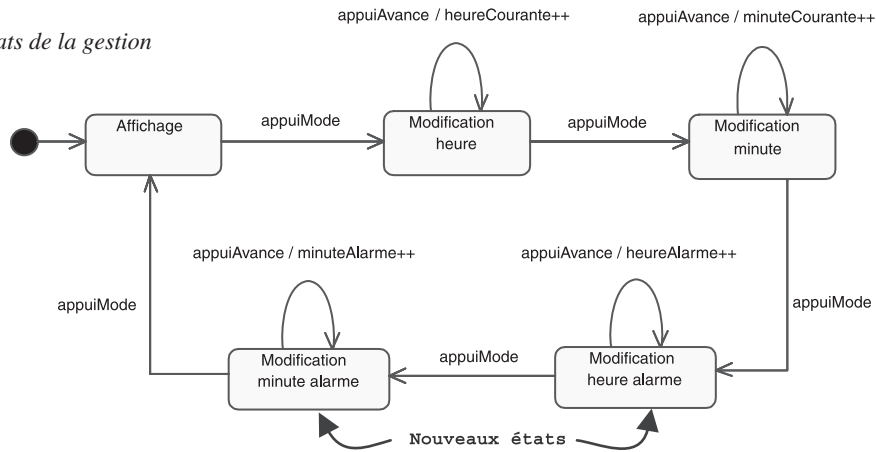 appuiAvance / heureCourante++
appuiAvance / minuteCourante++
de la gestion
Affichage
appuiMode
Modification
heure
appuiMode
Modification
minute
appuiAvance / minuteAlarme++
appuiAvance / heureAlarme++
appuiMode
appuiMode
Modification
minute alarme
appuiMode
Modification
heure alarme
Nouveaux états